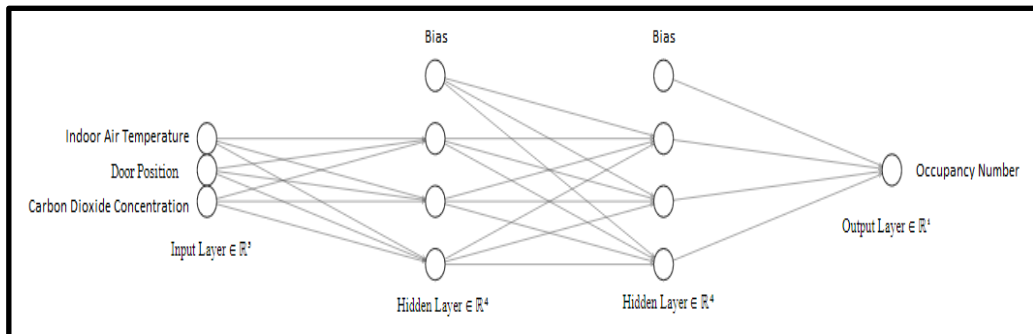 Bias
Bias
Indoor Air Temperature
Door Position
Carbon Dioxide Concentration
Occupancy Number
Input Layer ∈ ℝ³
Hidden Layer ∈ ℝ⁴
Hidden Layer ∈ ℝ⁴
Output Layer ∈ ℝ¹